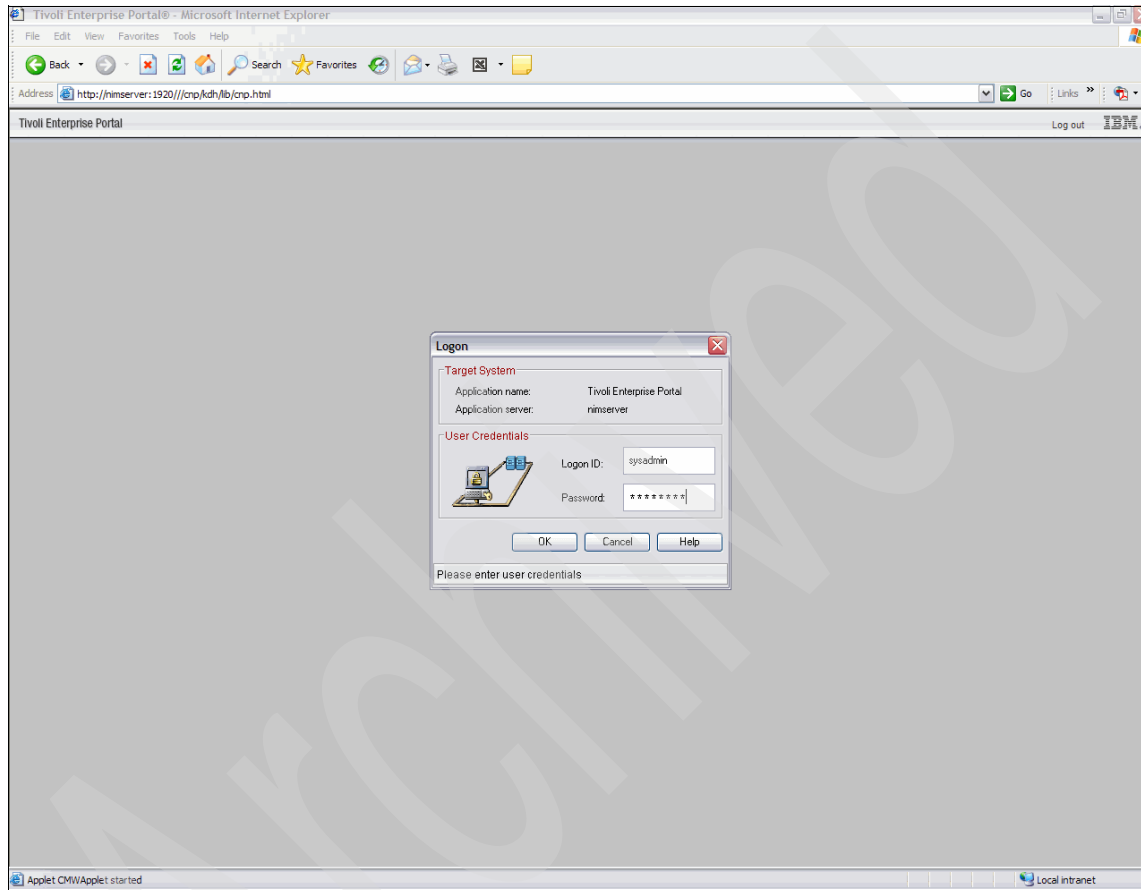 Tivoli Enterprise Portal® - Microsoft Internet Explorer
File Edit View Favorites Tools Help
Back Search Favorites
Address http://nimserver:1920///cnp/kdh/lib/cnp.html Go Links »
Tivoli Enterprise Portal Log out IBM.
Logon
Target System
Application name: Tivoli Enterprise Portal
Application server: nimserver
User Credentials
Logon ID: sysadmin
Password: ********
OK Cancel Help
Please enter user credentials
Applet CMWApplet started Local intranet
Archived